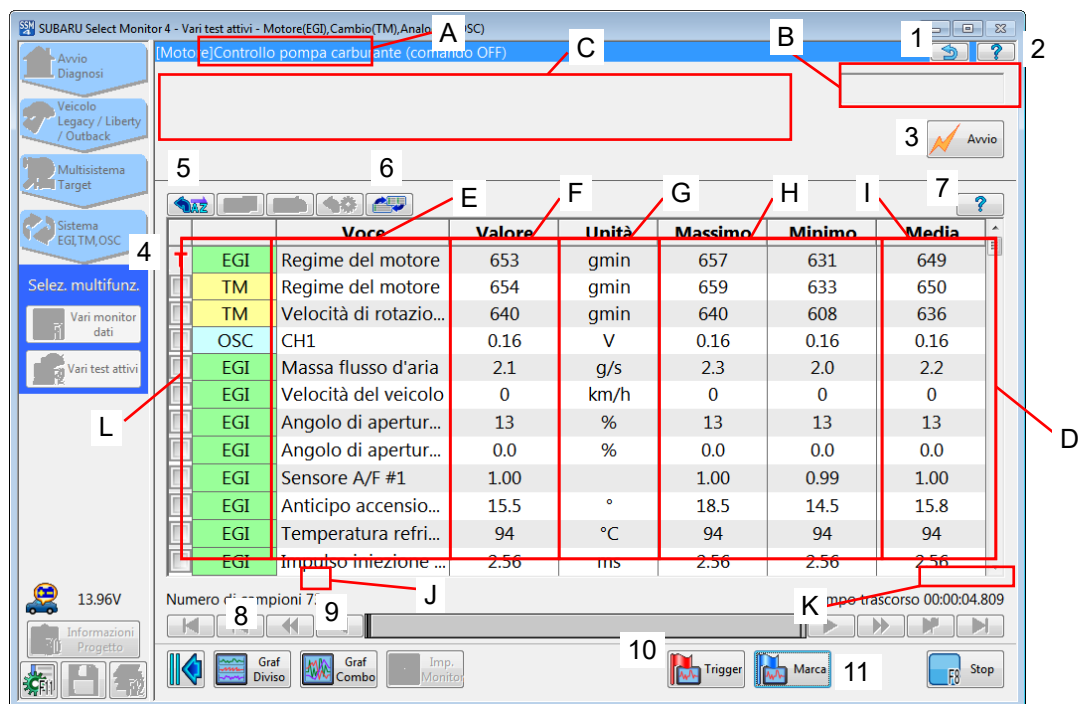 SUBARU Select Monitor 4 - Vari test attivi - Motore(EGI),Cambio(TM),Analo SC)
A
B
C
1
2
[Motore]Controllo pompa carburante (comando OFF)
?
Avvio
Diagnosi
Veicolo
Legacy / Liberty
/ Outback
Multisistema
Target
Sistema
EGI,TM,OSC
3
Avvio
5
6
7
AZ
?
E
F
G
H
I
Voce Valore Unità Massimo Minimo Media
4
T EGI Regime del motore 653 gmin 657 631 649
TM Regime del motore 654 gmin 659 633 650
TM Velocità di rotazio... 640 gmin 640 608 636
OSC CH1 0.16 V 0.16 0.16 0.16
EGI Massa flusso d'aria 2.1 g/s 2.3 2.0 2.2
EGI Velocità del veicolo 0 km/h 0 0 0
EGI Angolo di apertur... 13 % 13 13 13
EGI Angolo di apertur... 0.0 % 0.0 0.0 0.0
EGI Sensore A/F #1 1.00 1.00 0.99 1.00
EGI Anticipo accensio... 15.5 ° 18.5 14.5 15.8
EGI Temperatura refri... 94 °C 94 94 94
EGI Impulso iniezione ... 2.56 ms 2.56 2.56 2.56
Selez. multifunz.
Vari monitor
dati
Vari test attivi
L
D
J
K
13.96V
Numero di campioni 7
mpo trascorso 00:00:04.809
8
9
10
11
Informazioni
Progetto
F11
F2
Graf
Diviso
Graf
Combo
Imp.
Monitor
Trigger
Marca
F8
Stop